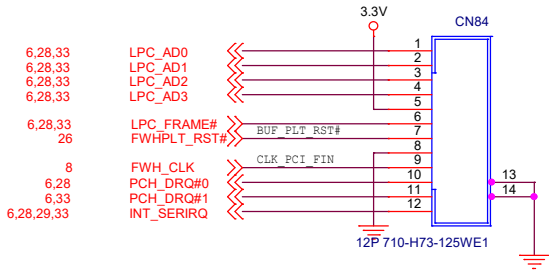 3.3V
CN84
6,28,33 LPC_AD0 1
6,28,33 LPC_AD1 2
6,28,33 LPC_AD2 3
6,28,33 LPC_AD3 4
5
6,28,33 LPC_FRAME# 6
26 FWHPLT_RST# BUF_PLT_RST# 7
8
8 FWH_CLK CLK_PCI_FIN 9
6,28 PCH_DRQ#0 10 13
6,33 PCH_DRQ#1 11 14
6,28,29,33 INT_SERIRQ 12
12P 710-H73-125WE1